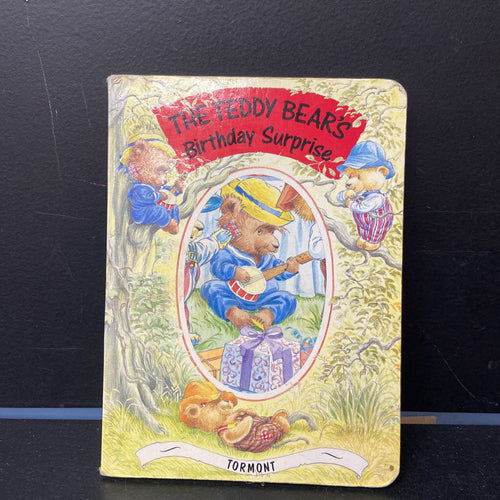 THE TEDDY BEAR'S
Birthday Surprise
TORMONT